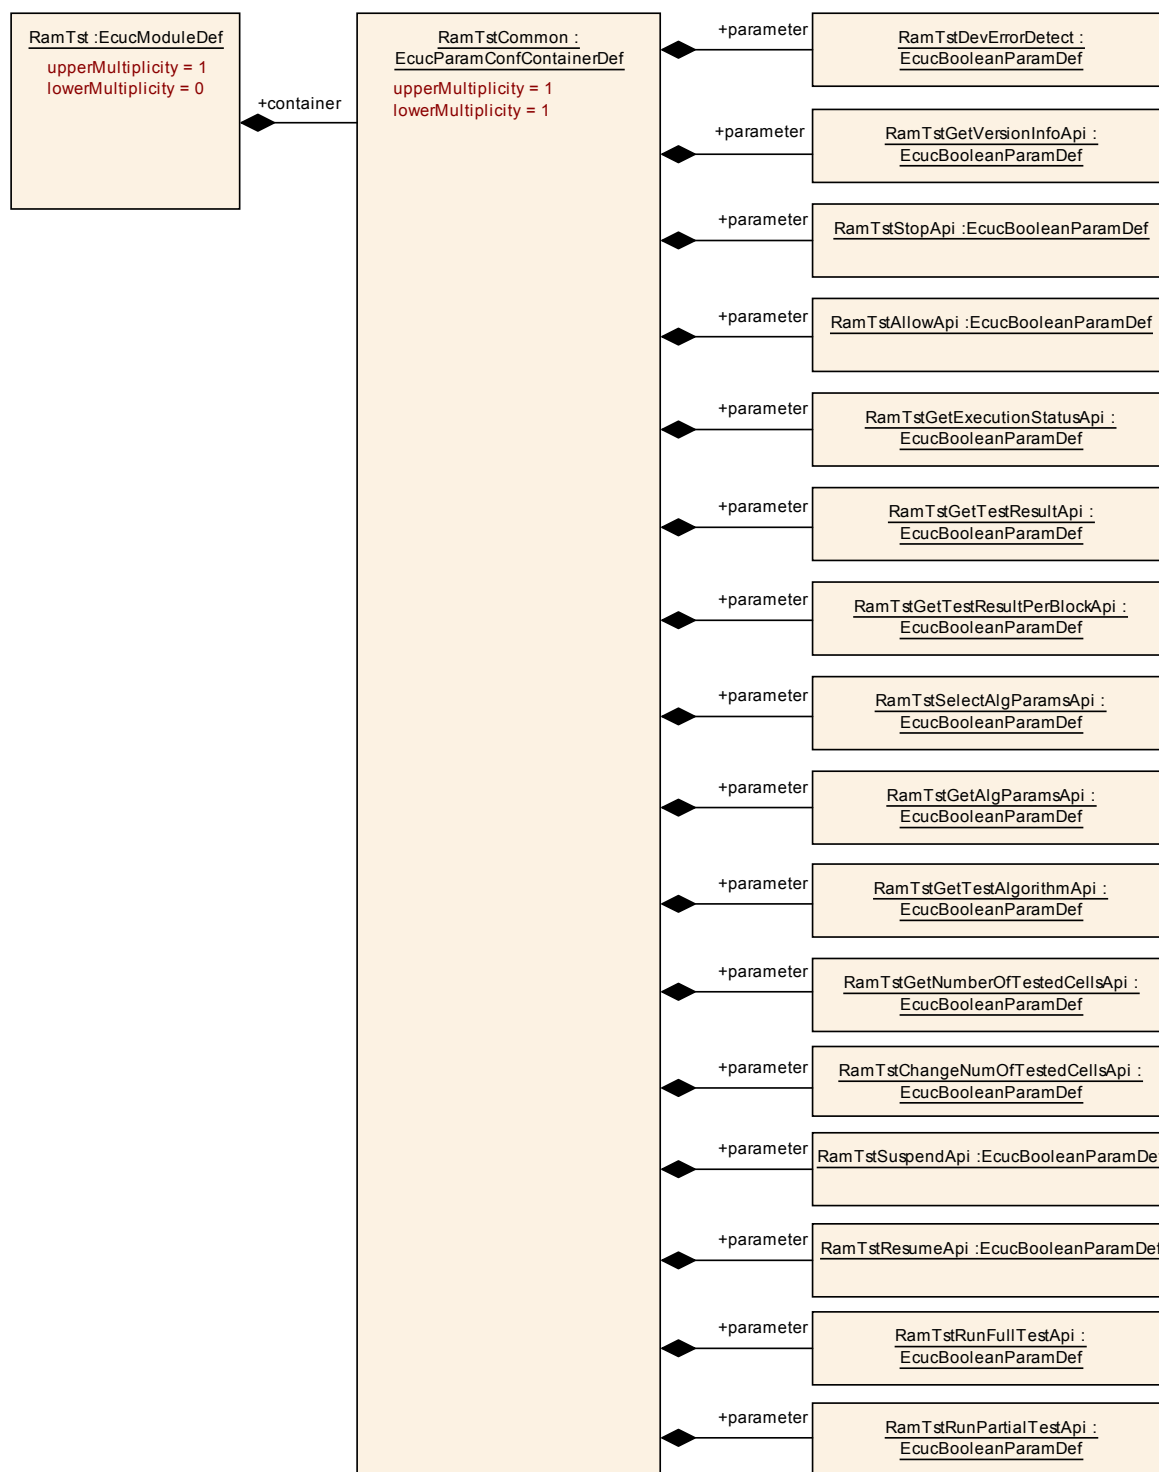 RamTst :EcucModuleDef
upperMultiplicity = 1
lowerMultiplicity = 0
+container
RamTstCommon :
EcucParamConfContainerDef
upperMultiplicity = 1
lowerMultiplicity = 1
+parameter
RamTstDevErrorDetect :
EcucBooleanParamDef
+parameter
RamTstGetVersionInfoApi :
EcucBooleanParamDef
+parameter
RamTstStopApi :EcucBooleanParamDef
+parameter
RamTstAllowApi :EcucBooleanParamDef
+parameter
RamTstGetExecutionStatusApi :
EcucBooleanParamDef
+parameter
RamTstGetTestResultApi :
EcucBooleanParamDef
+parameter
RamTstGetTestResultPerBlockApi :
EcucBooleanParamDef
+parameter
RamTstSelectAlgParamsApi :
EcucBooleanParamDef
+parameter
RamTstGetAlgParamsApi :
EcucBooleanParamDef
+parameter
RamTstGetTestAlgorithmApi :
EcucBooleanParamDef
+parameter
RamTstGetNumberOfTestedCellsApi :
EcucBooleanParamDef
+parameter
RamTstChangeNumOfTestedCellsApi :
EcucBooleanParamDef
+parameter
RamTstSuspendApi :EcucBooleanParamDef
+parameter
RamTstResumeApi :EcucBooleanParamDef
+parameter
RamTstRunFullTestApi :
EcucBooleanParamDef
+parameter
RamTstRunPartialTestApi :
EcucBooleanParamDef